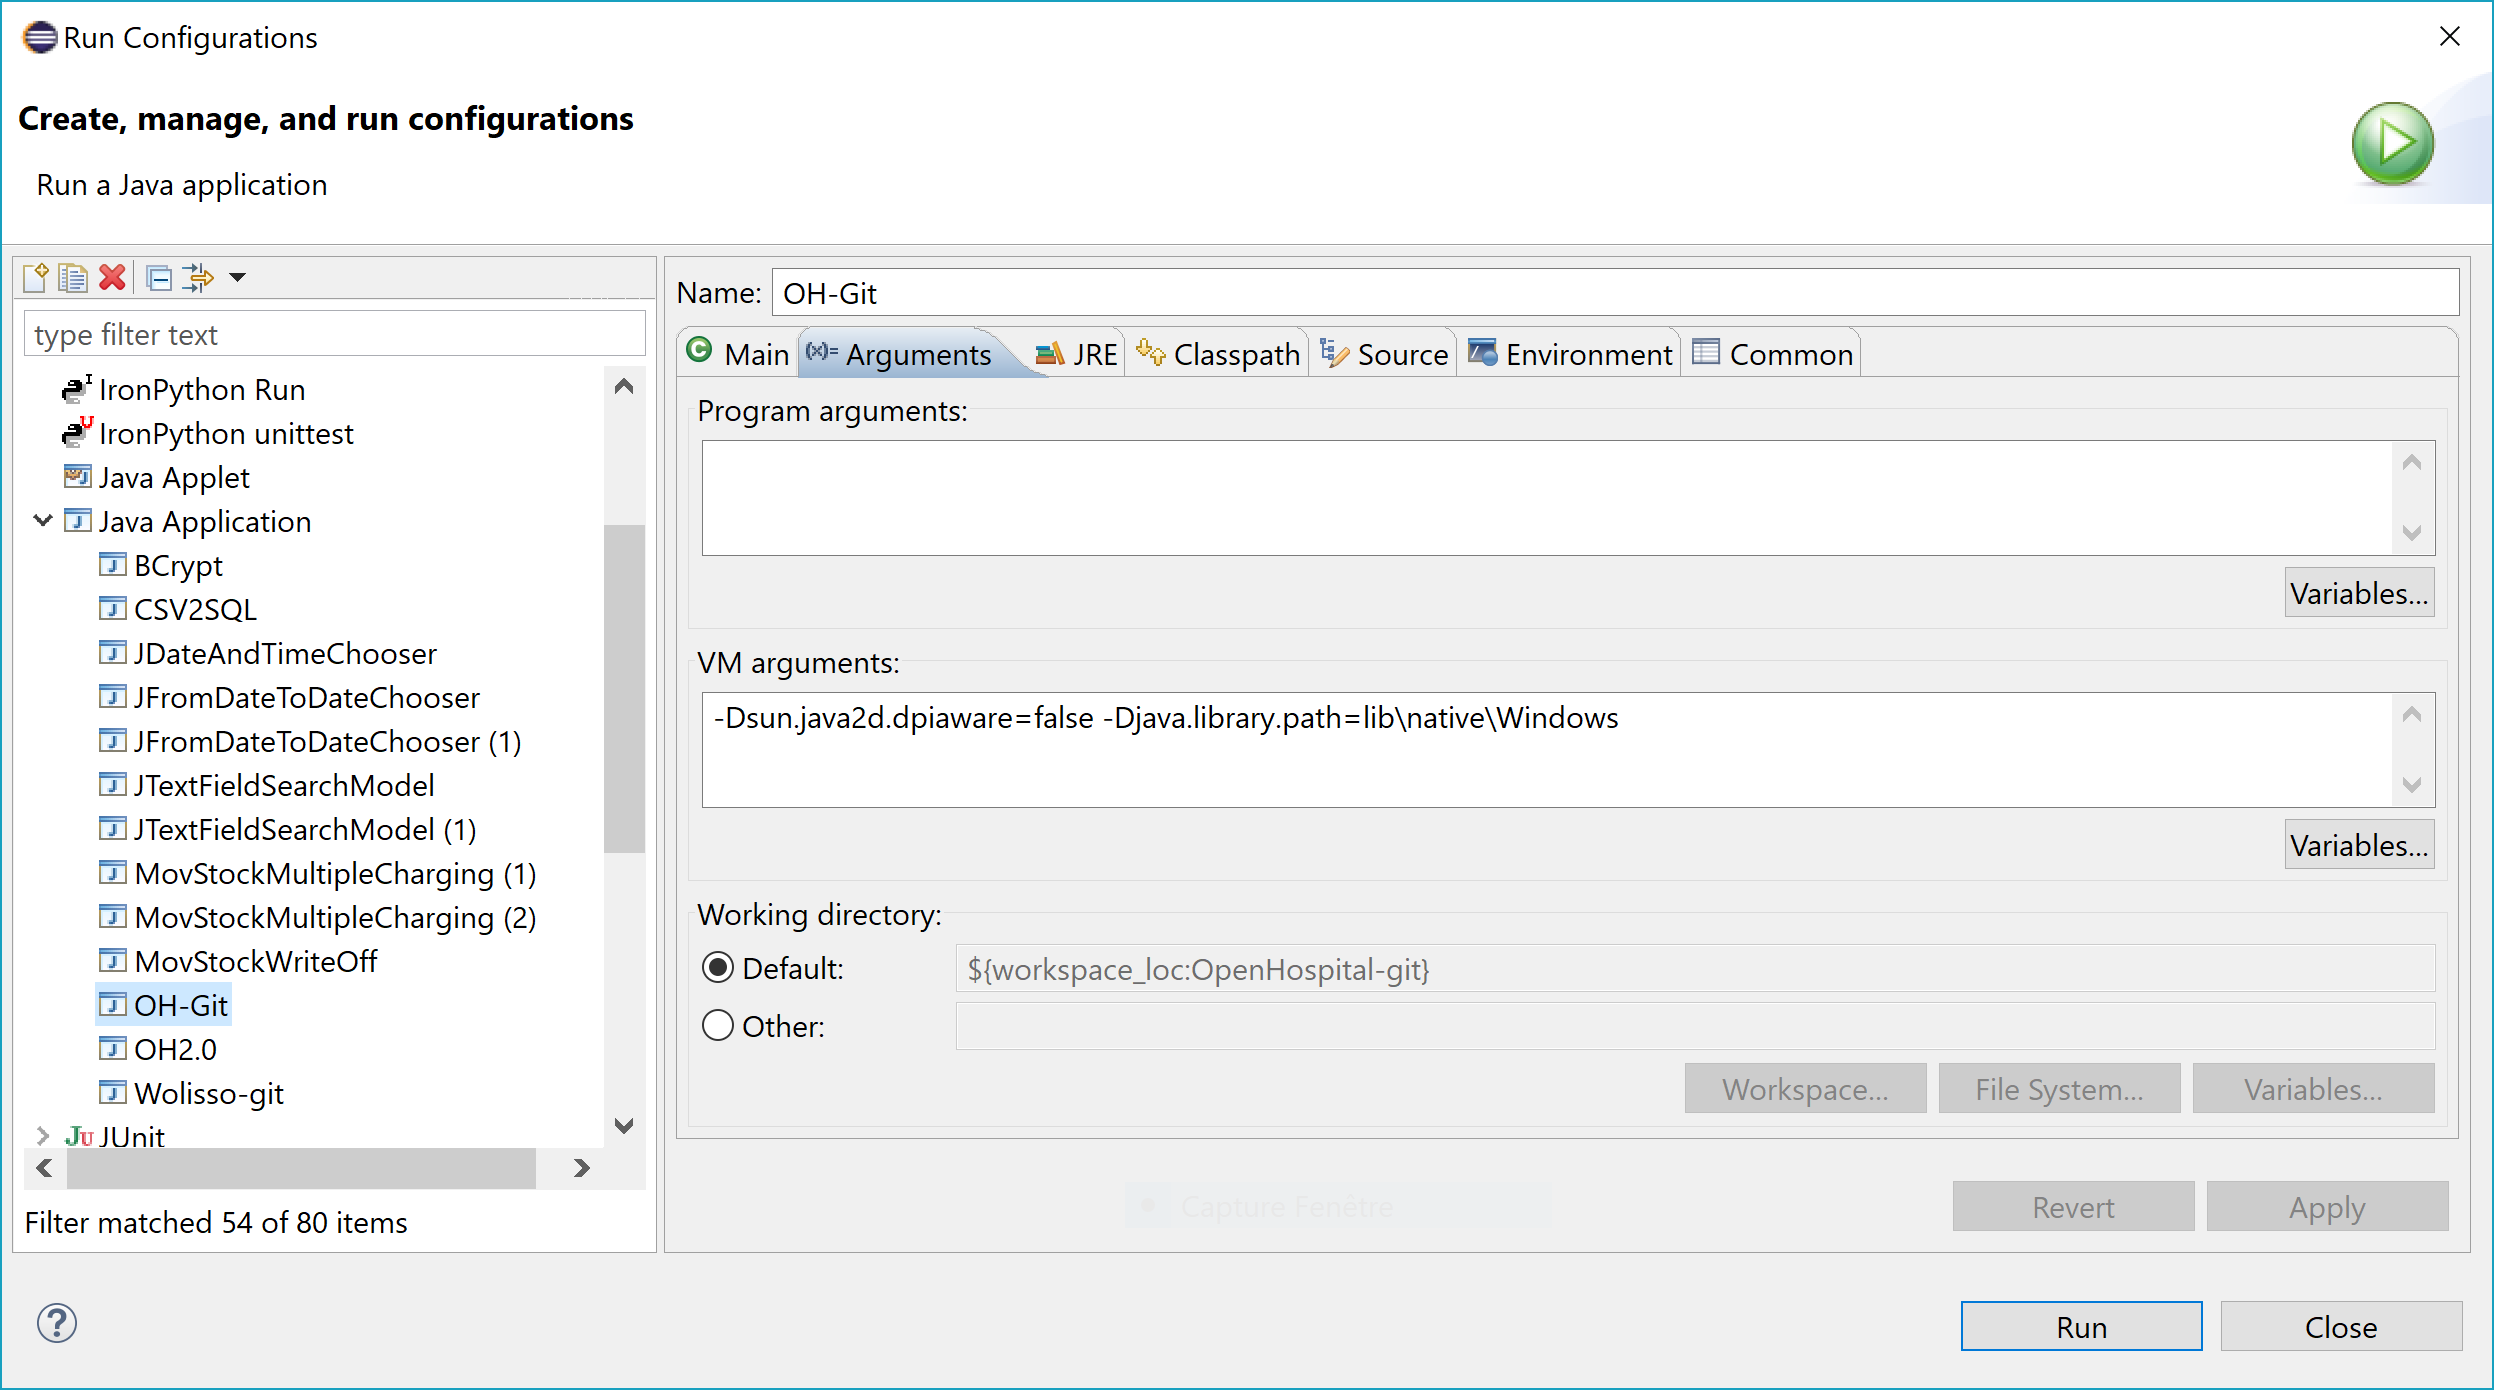 Run Configurations
Create, manage, and run configurations
Run a Java application
type filter text
IronPython Run
IronPython unittest
Java Applet
Java Application
BCrypt
CSV2SQL
JDateAndTimeChooser
JFromDateToDateChooser
JFromDateToDateChooser (1)
JTextFieldSearchModel
JTextFieldSearchModel (1)
MovStockMultipleCharging (1)
MovStockMultipleCharging (2)
MovStockWriteOff
OH-Git
OH2.0
Wolisso-git
JUnit
Filter matched 54 of 80 items
Name: OH-Git
Main (x)= Arguments JRE Classpath Source Environment Common
Program arguments:
Variables...
VM arguments:
-Dsun.java2d.dpiaware=false -Djava.library.path=lib\native\Windows
Variables...
Working directory:
Default: ${workspace_loc:OpenHospital-git}
Other:
Workspace... File System... Variables...
Capture Fenêtre
Revert Apply
Run Close